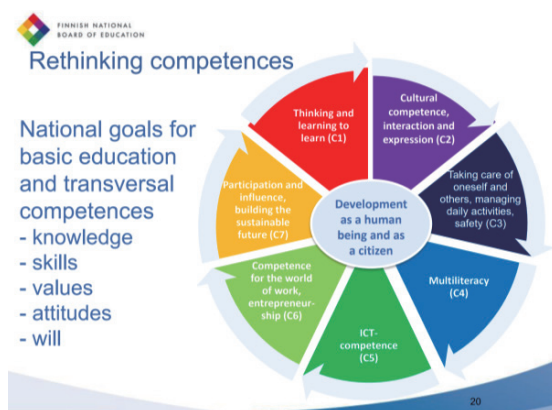 FINNISH NATIONAL
BOARD OF EDUCATION
Rethinking competences
National goals for
basic education
and transversal
competences
- knowledge
- skills
- values
- attitudes
- will
Thinking and
learning to
learn (C1)
Cultural
competence,
interaction and
expression (C2)
Taking care of
oneself and
others, managing
daily activities,
safety (C3)
Multiliteracy
(C4)
ICT-
competence
(C5)
Competence
for the world
of work,
entrepreneur-
ship (C6)
Participation and
influence,
building the
sustainable
future (C7)
Development
as a human
being and as
a citizen
20